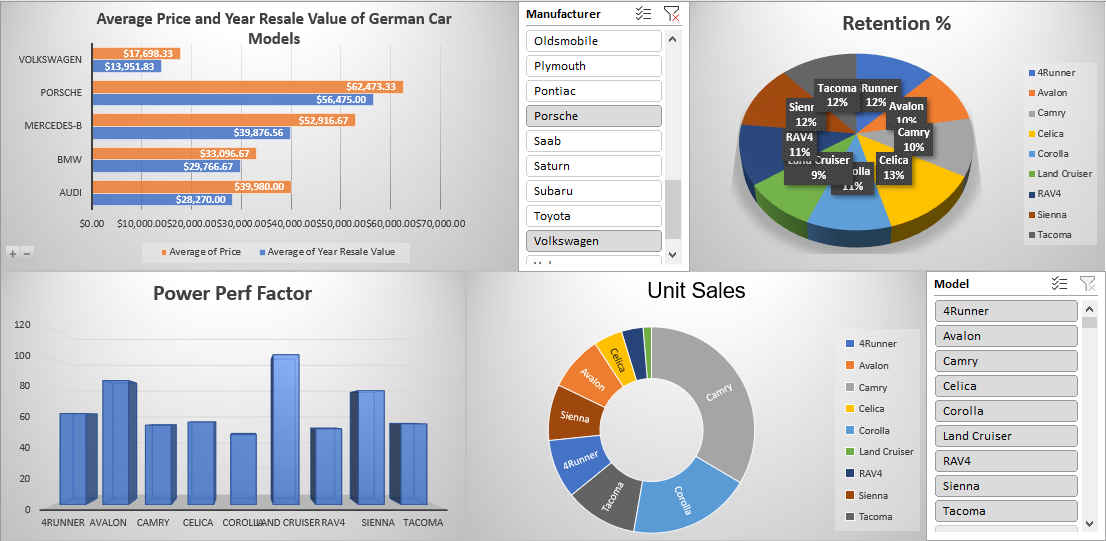 Average Price and Year Resale Value of German Car
Models
VOLKSWAGEN
$17,698.33
$13,951.83
PORSCHE
$62,473.33
$56,475.00
MERCEDES-B
$52,916.67
$39,876.56
BMW
$33,096.67
$29,766.67
AUDI
$39,980.00
$28,270.00
$0.00 $10,000.00 $20,000.00 $30,000.00 $40,000.00 $50,000.00 $60,000.00 $70,000.00
Average of Price Average of Year Resale Value
+ −
Manufacturer
Oldsmobile
Plymouth
Pontiac
Porsche
Saab
Saturn
Subaru
Toyota
Volkswagen
Retention %
Tacoma
12%
Runner
12%
Avalon
10%
Camry
10%
Celica
13%
olla
11%
Land Cruiser
9%
RAV4
11%
Sienn
12%
4Runner
Avalon
Camry
Celica
Corolla
Land Cruiser
RAV4
Sienna
Tacoma
Power Perf Factor
120
100
80
60
40
20
0
4RUNNER AVALON CAMRY CELICA COROLLA LAND CRUISER RAV4 SIENNA TACOMA
Unit Sales
Camry
Corolla
Tacoma
4Runner
Sienna
Avalon
Celica
4Runner
Avalon
Camry
Celica
Corolla
Land Cruiser
RAV4
Sienna
Tacoma
Model
4Runner
Avalon
Camry
Celica
Corolla
Land Cruiser
RAV4
Sienna
Tacoma